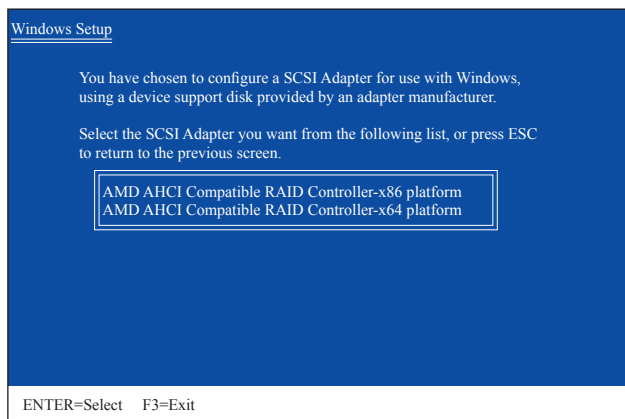 Windows Setup
You have chosen to configure a SCSI Adapter for use with Windows,
using a device support disk provided by an adapter manufacturer.
Select the SCSI Adapter you want from the following list, or press ESC
to return to the previous screen.
AMD AHCI Compatible RAID Controller-x86 platform
AMD AHCI Compatible RAID Controller-x64 platform
ENTER=Select F3=Exit